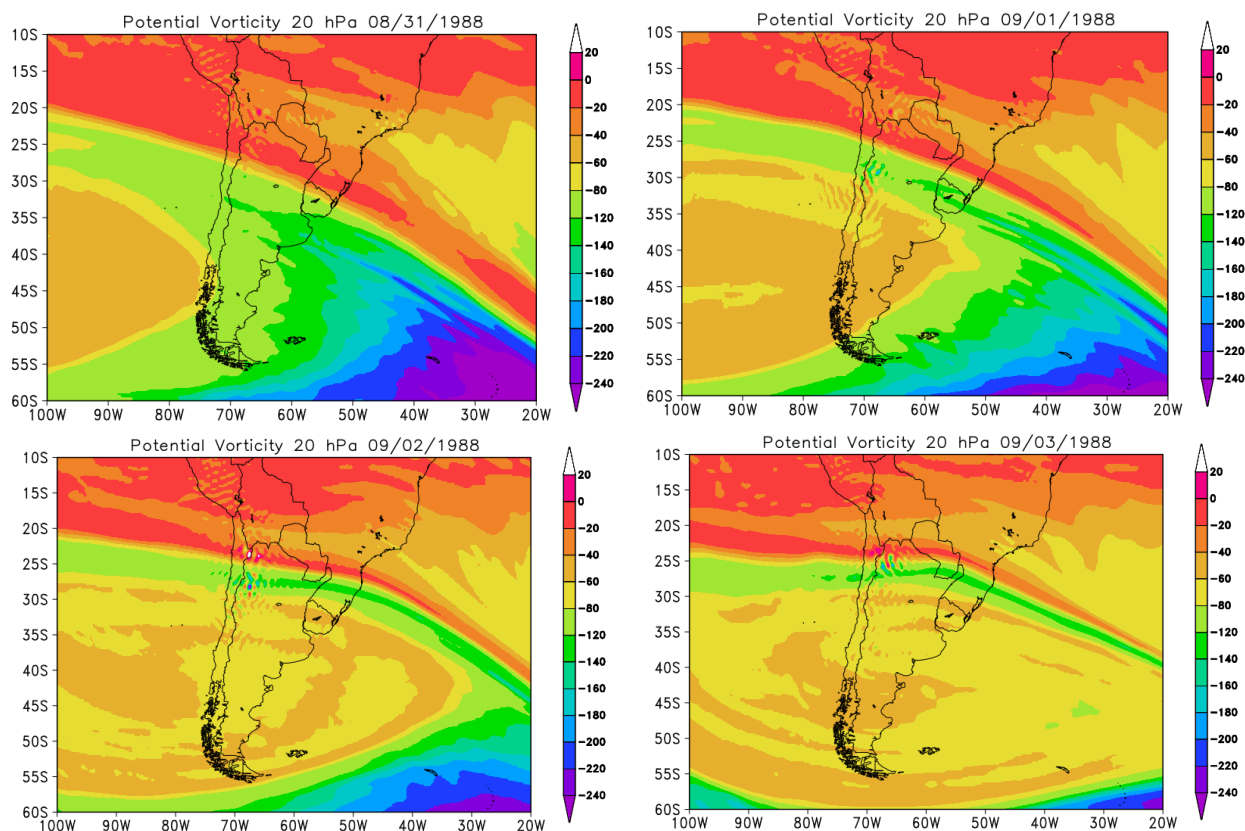 Potential Vorticity 20 hPa 08/31/1988
10S
15S
20S
25S
30S
35S
40S
45S
50S
55S
60S
100W 90W 80W 70W 60W 50W 40W 30W 20W
20
0
−20
−40
−60
−80
−120
−140
−160
−180
−200
−220
−240
Potential Vorticity 20 hPa 09/01/1988
10S
15S
20S
25S
30S
35S
40S
45S
50S
55S
60S
100W 90W 80W 70W 60W 50W 40W 30W 20W
20
0
−20
−40
−60
−80
−120
−140
−160
−180
−200
−220
−240
Potential Vorticity 20 hPa 09/02/1988
10S
15S
20S
25S
30S
35S
40S
45S
50S
55S
60S
100W 90W 80W 70W 60W 50W 40W 30W 20W
20
0
−20
−40
−60
−80
−120
−140
−160
−180
−200
−220
−240
Potential Vorticity 20 hPa 09/03/1988
10S
15S
20S
25S
30S
35S
40S
45S
50S
55S
60S
100W 90W 80W 70W 60W 50W 40W 30W 20W
20
0
−20
−40
−60
−80
−120
−140
−160
−180
−200
−220
−240